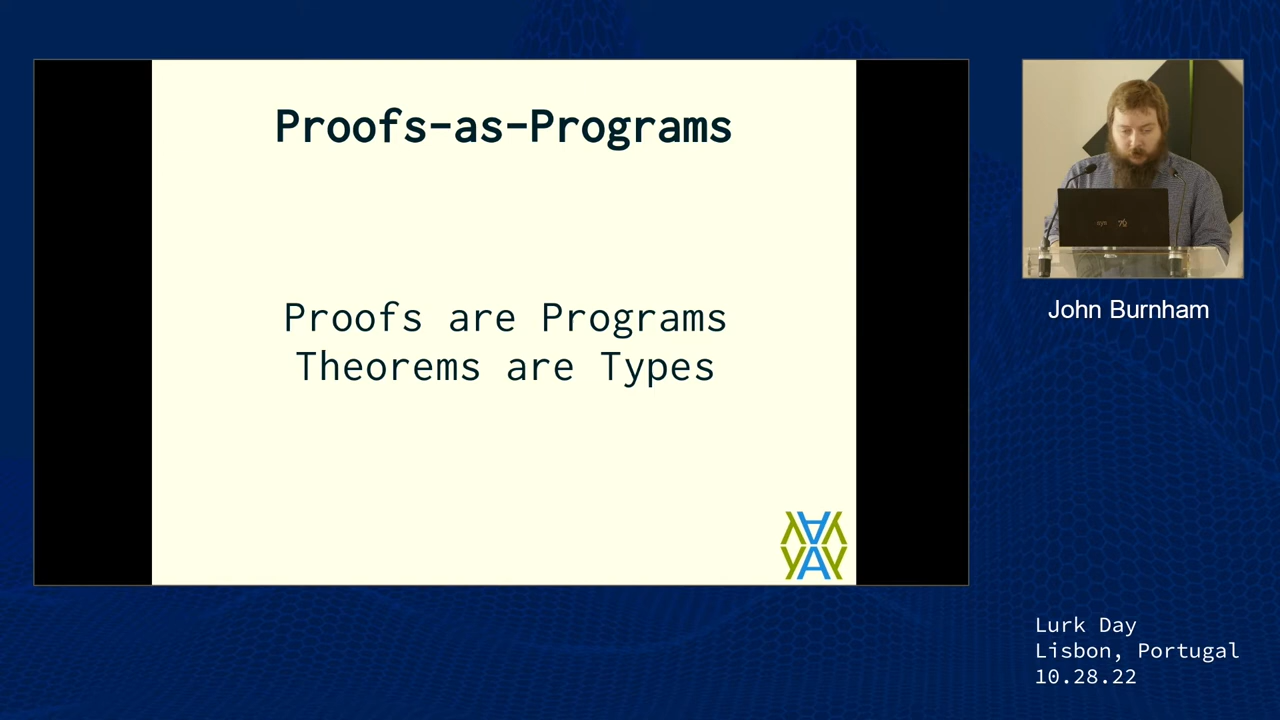 Proofs-as-Programs
Proofs are Programs
Theorems are Types
John Burnham
Lurk Day
Lisbon, Portugal
10.28.22